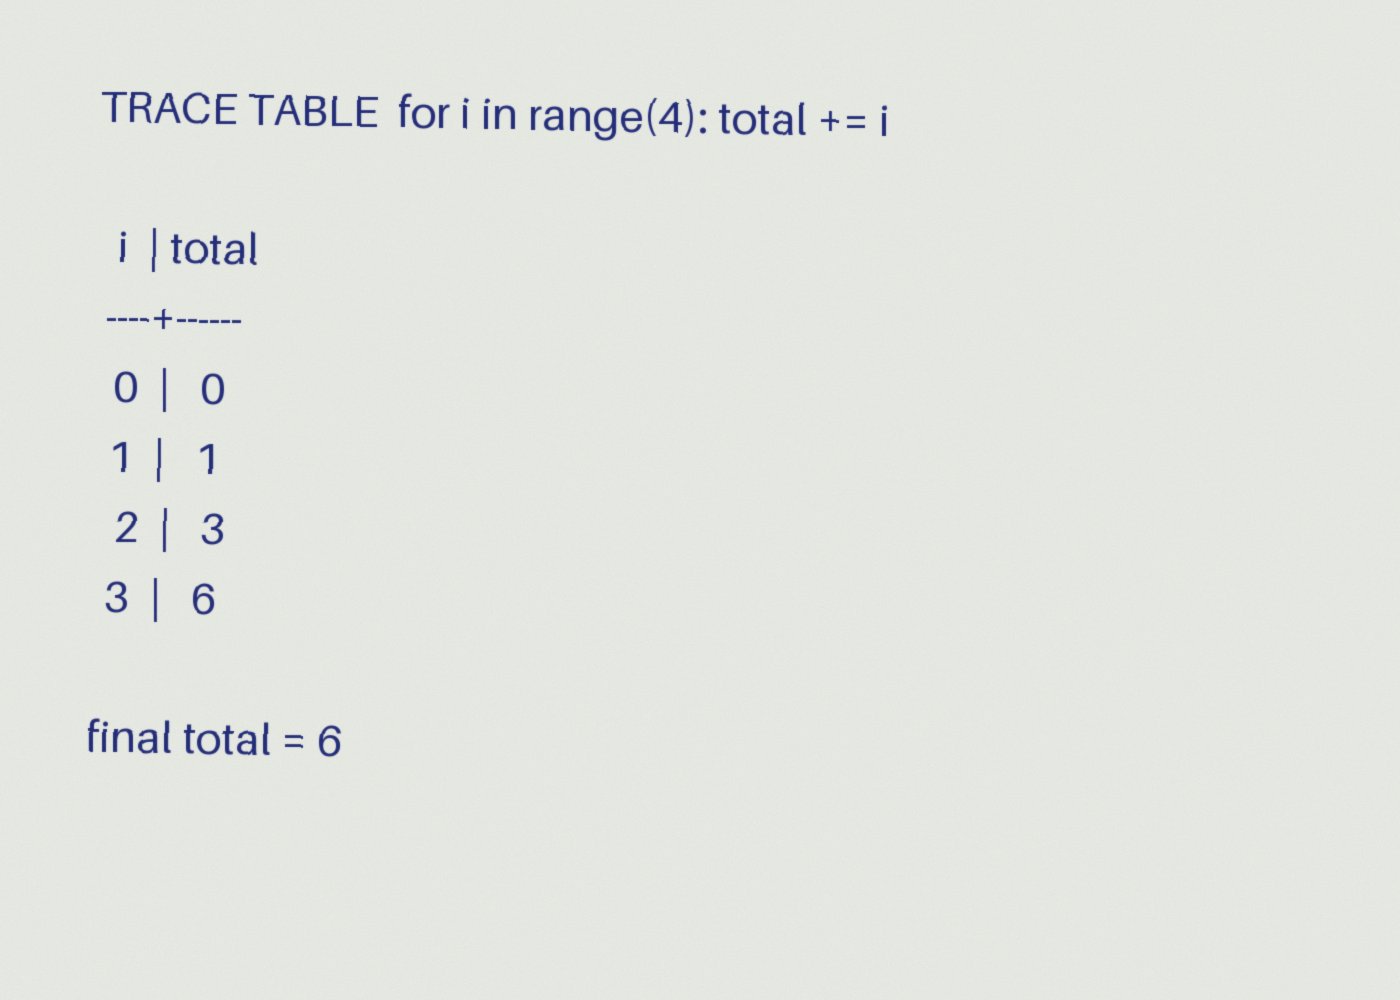 TRACE TABLE  for i in range(4): total += i
i  | total
----+------
0  |   0
1  |   1
2  |   3
3  |   6
final total = 6